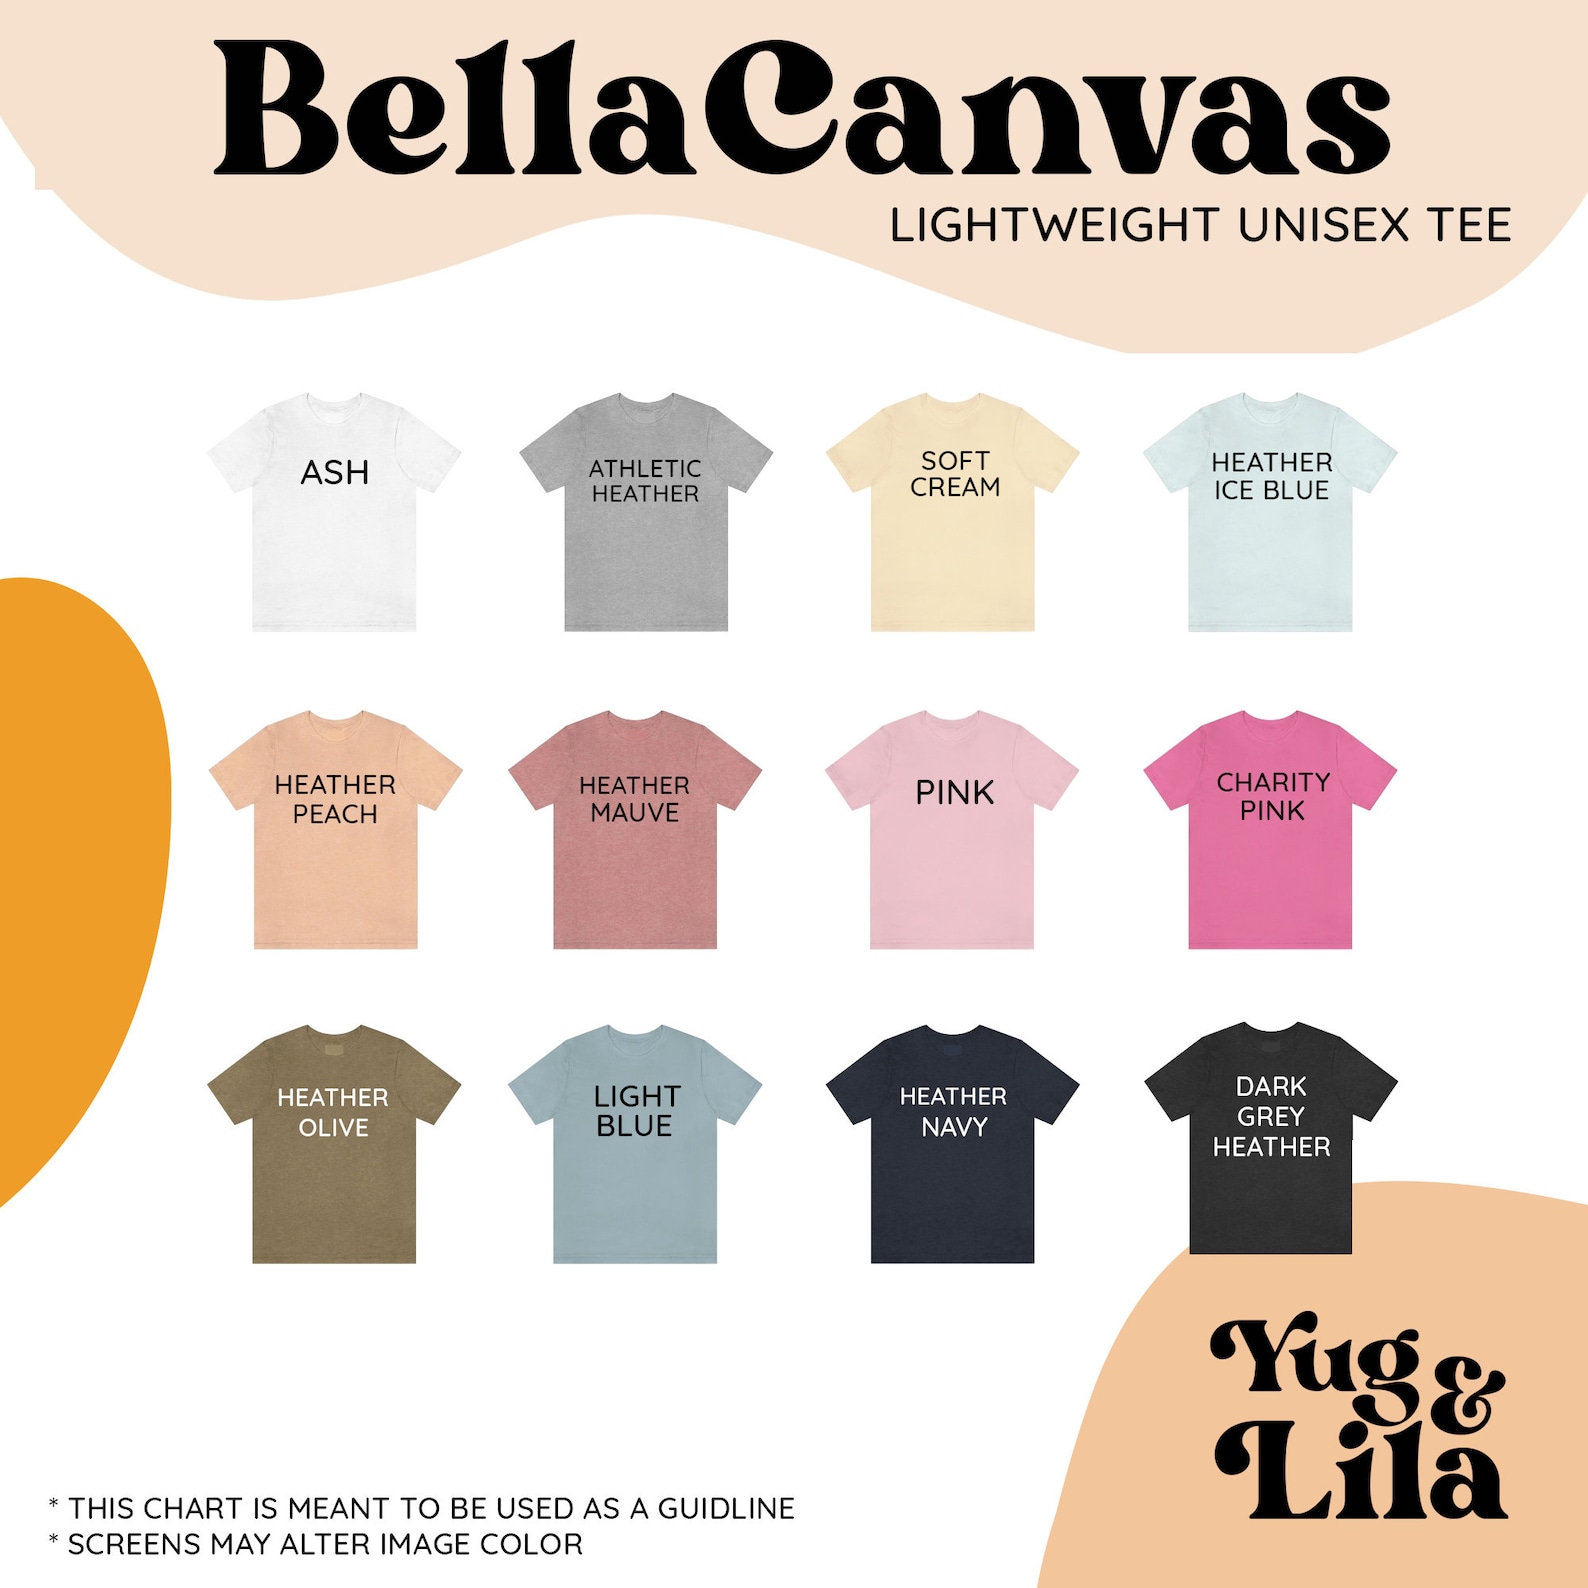 BellaCanvas
LIGHTWEIGHT UNISEX TEE
ASH
ATHLETIC
HEATHER
SOFT
CREAM
HEATHER
ICE BLUE
HEATHER
PEACH
HEATHER
MAUVE
PINK
CHARITY
PINK
HEATHER
OLIVE
LIGHT
BLUE
HEATHER
NAVY
DARK
GREY
HEATHER
Yug &
Lila
* THIS CHART IS MEANT TO BE USED AS A GUIDLINE
* SCREENS MAY ALTER IMAGE COLOR